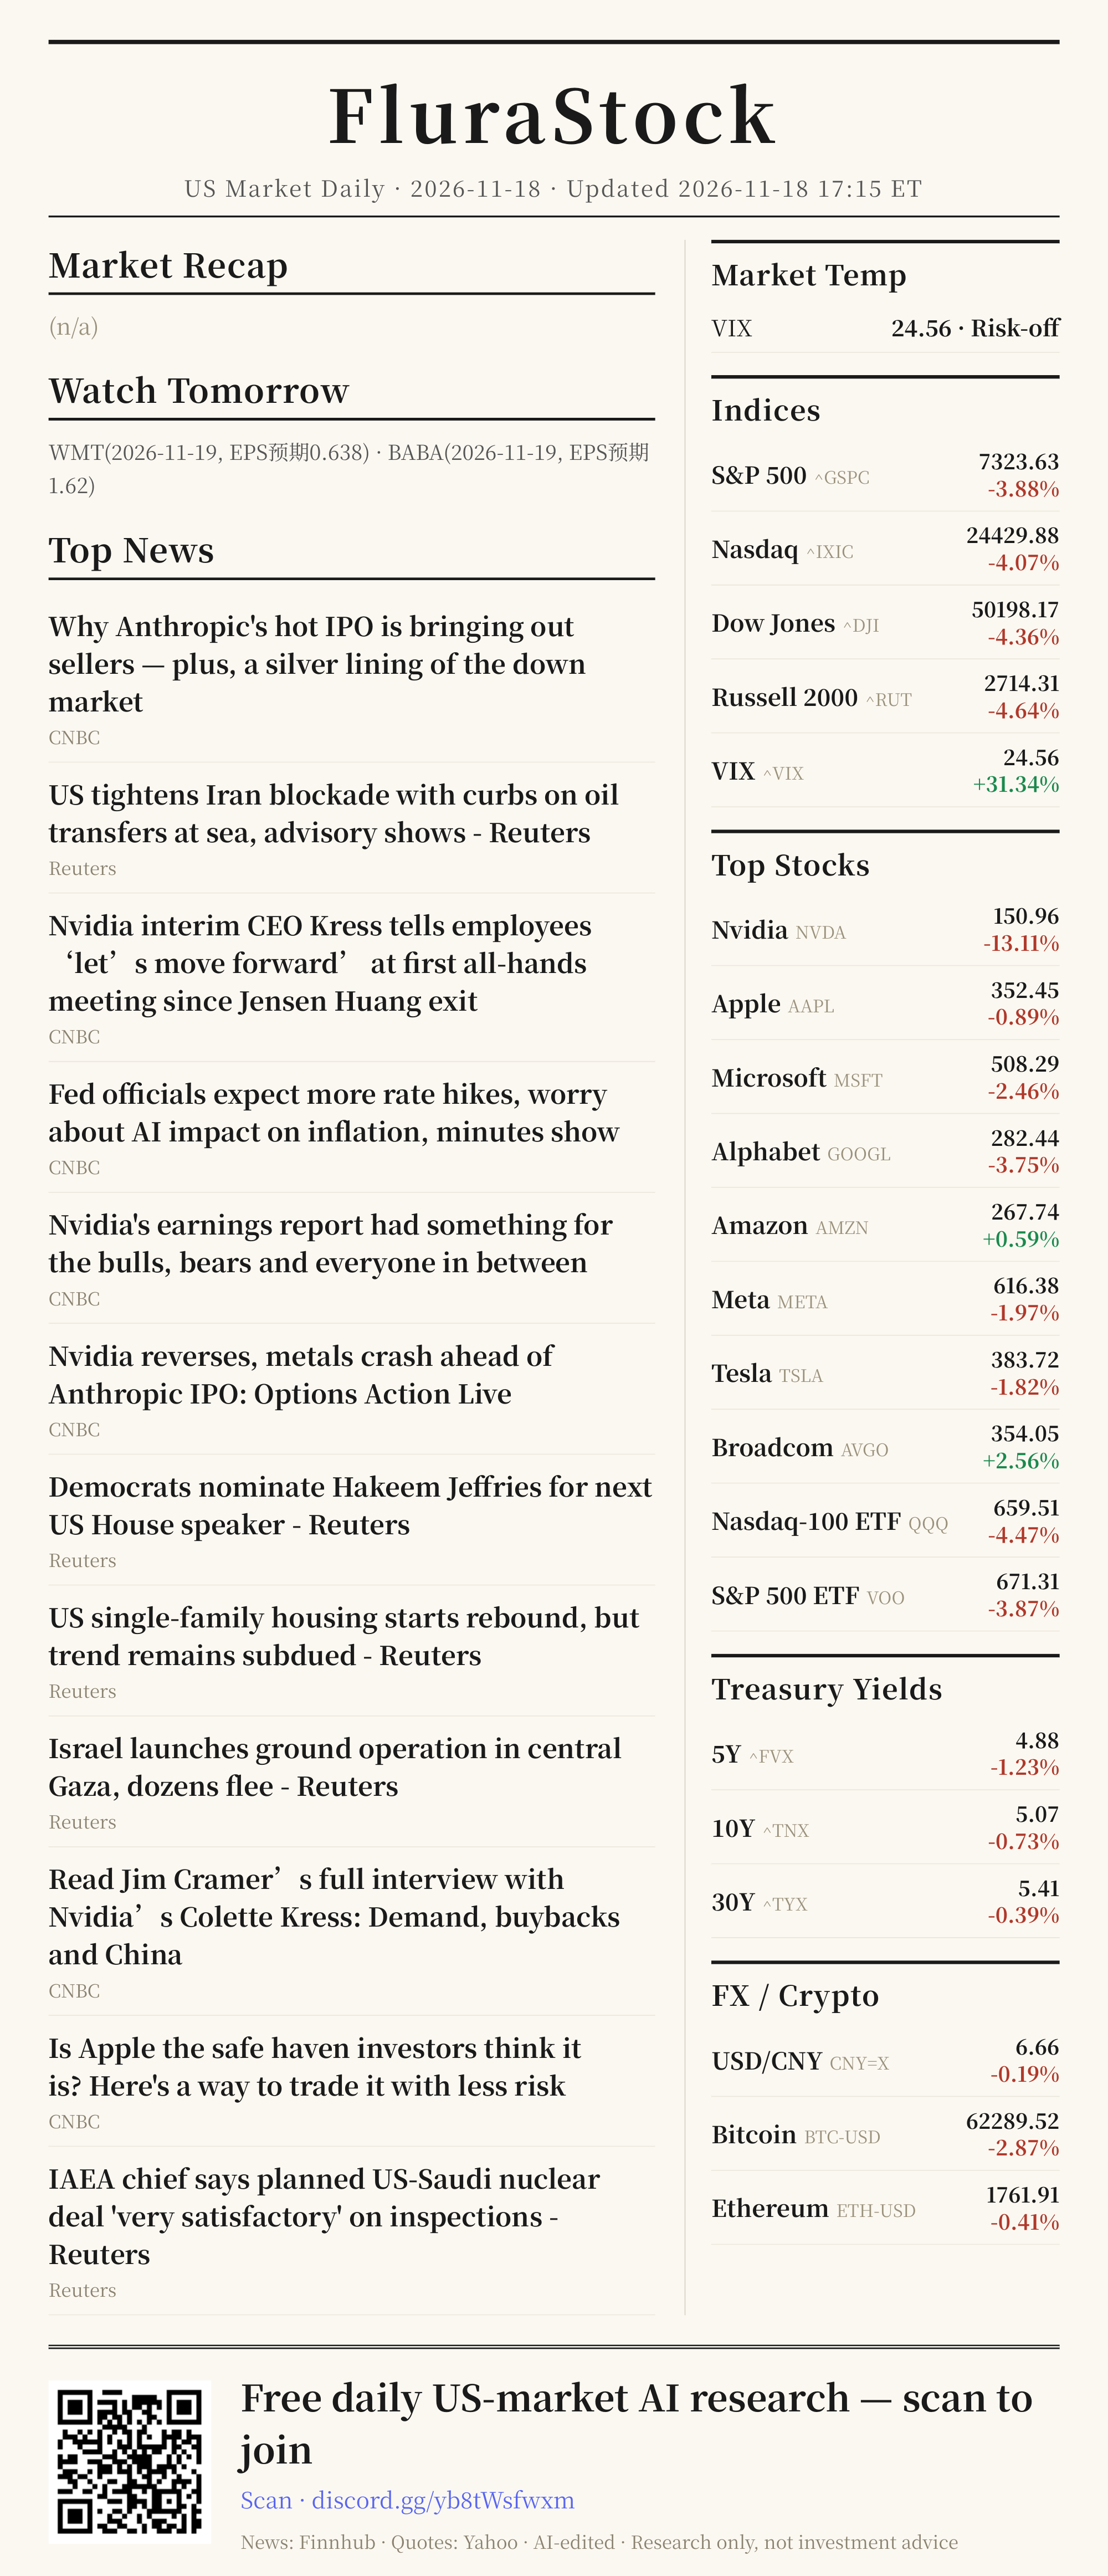 FluraStock
US Market Daily · 2026-11-18 · Updated 2026-11-18 17:15 ET
Market Recap
(n/a)
Watch Tomorrow
WMT(2026-11-19, EPS预期0.638) · BABA(2026-11-19, EPS预期
1.62)
Top News
Why Anthropic's hot IPO is bringing out
sellers — plus, a silver lining of the down
market
CNBC
US tightens Iran blockade with curbs on oil
transfers at sea, advisory shows - Reuters
Reuters
Nvidia interim CEO Kress tells employees
‘let’s move forward’ at first all-hands
meeting since Jensen Huang exit
CNBC
Fed officials expect more rate hikes, worry
about AI impact on inflation, minutes show
CNBC
Nvidia's earnings report had something for
the bulls, bears and everyone in between
CNBC
Nvidia reverses, metals crash ahead of
Anthropic IPO: Options Action Live
CNBC
Democrats nominate Hakeem Jeffries for next
US House speaker - Reuters
Reuters
US single-family housing starts rebound, but
trend remains subdued - Reuters
Reuters
Israel launches ground operation in central
Gaza, dozens flee - Reuters
Reuters
Read Jim Cramer’s full interview with
Nvidia’s Colette Kress: Demand, buybacks
and China
CNBC
Is Apple the safe haven investors think it
is? Here's a way to trade it with less risk
CNBC
IAEA chief says planned US-Saudi nuclear
deal 'very satisfactory' on inspections -
Reuters
Reuters
Market Temp
VIX 24.56 · Risk-off
Indices
S&P 500 ^GSPC 7323.63
-3.88%
Nasdaq ^IXIC 24429.88
-4.07%
Dow Jones ^DJI 50198.17
-4.36%
Russell 2000 ^RUT 2714.31
-4.64%
VIX ^VIX 24.56
+31.34%
Top Stocks
Nvidia NVDA 150.96
-13.11%
Apple AAPL 352.45
-0.89%
Microsoft MSFT 508.29
-2.46%
Alphabet GOOGL 282.44
-3.75%
Amazon AMZN 267.74
+0.59%
Meta META 616.38
-1.97%
Tesla TSLA 383.72
-1.82%
Broadcom AVGO 354.05
+2.56%
Nasdaq-100 ETF QQQ 659.51
-4.47%
S&P 500 ETF VOO 671.31
-3.87%
Treasury Yields
5Y ^FVX 4.88
-1.23%
10Y ^TNX 5.07
-0.73%
30Y ^TYX 5.41
-0.39%
FX / Crypto
USD/CNY CNY=X 6.66
-0.19%
Bitcoin BTC-USD 62289.52
-2.87%
Ethereum ETH-USD 1761.91
-0.41%
Free daily US-market AI research — scan to
join
Scan · discord.gg/yb8tWsfwxm
News: Finnhub · Quotes: Yahoo · AI-edited · Research only, not investment advice